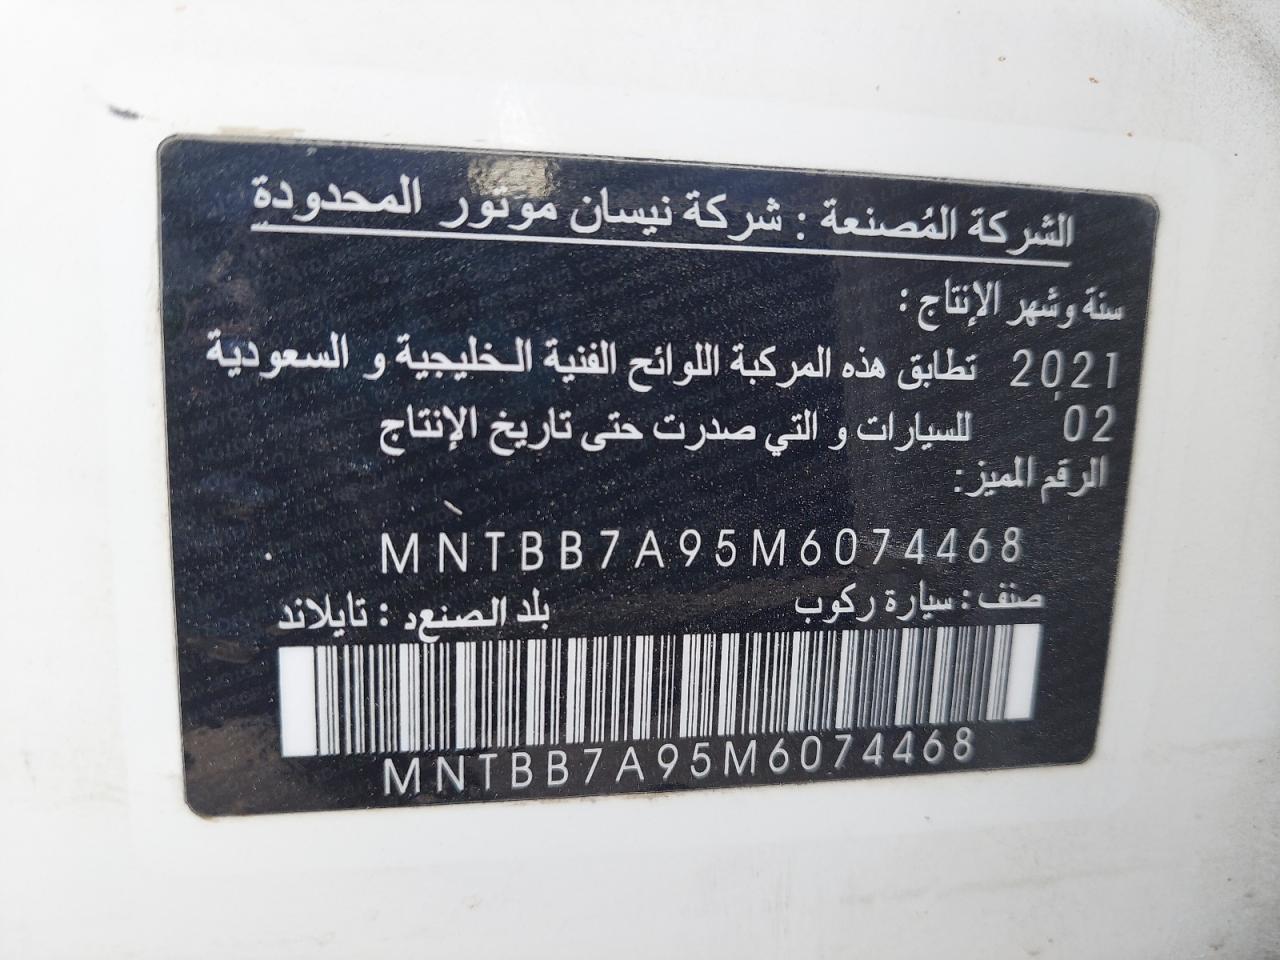 الشركة المُصنعة : شركة نيسان موتور المحدودة
سنة وشهر الإنتاج :
2021 تطابق هذه المركبة اللوائح الفنية الخليجية و السعودية
02 للسيارات و التي صدرت حتى تاريخ الإنتاج
الرقم المميز:
MNTBB7A95M6074468
صنف : سيارة ركوب بلد الصنع : تايلاند
MNTBB7A95M6074468